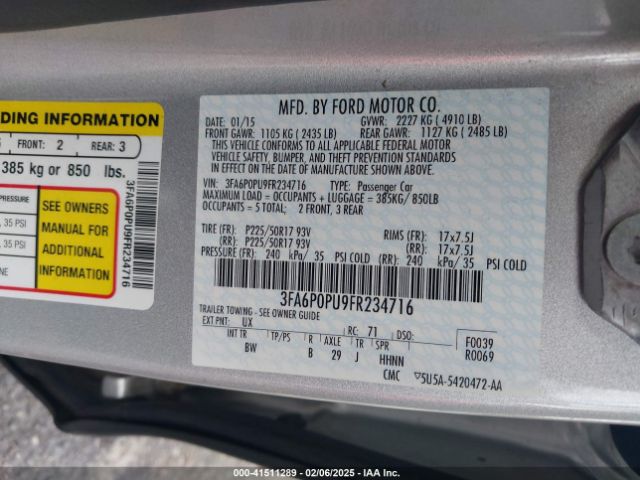 DING INFORMATION
FRONT: 2 REAR: 3
385 kg or 850 lbs.
PRESSURE
35 PSI
35 PSI
NE
SEE OWNERS
MANUAL FOR
ADDITIONAL
INFORMATION
3FA6P0PU9FR234716
MFD. BY FORD MOTOR CO.
DATE: 01/15 GVWR: 2227 KG ( 4910 LB)
FRONT GAWR: 1105 KG ( 2435 LB) REAR GAWR: 1127 KG ( 2485 LB)
THIS VEHICLE CONFORMS TO ALL APPLICABLE FEDERAL MOTOR
VEHICLE SAFETY, BUMPER, AND THEFT PREVENTION STANDARDS IN
EFFECT ON THE DATE OF MANUFACTURE SHOWN ABOVE.
VIN: 3FA6P0PU9FR234716 TYPE: Passenger Car
MAXIMUM LOAD = OCCUPANTS + LUGGAGE = 385KG/ 850LB
OCCUPANTS = 5 TOTAL; 2 FRONT, 3 REAR
TIRE (FR): P225/50R17 93V RIMS (FR): 17x7.5J
(RR): P225/50R17 93V (RR): 17x7.5J
PRESSURE (FR): 240 kPa/ 35 PSI COLD (RR): 240 kPa/ 35 PSI COLD
3FA6P0PU9FR234716
TRAILER TOWING - SEE OWNER GUIDE
EXT PNT: UX RC: 71 DSO: F0039
INT TR TP/PS R AXLE TR SPR R0069
BW B 29 J HHNN
CMC 5U5A-5420472-AA
000-41511289 - 02/06/2025 - IAA Inc.